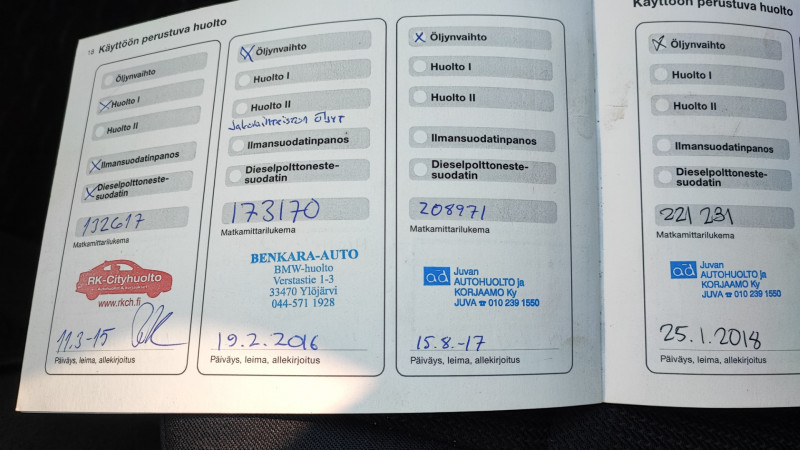 18 Käyttöön perustuva huolto
Öljynvaihto
Huolto I
Huolto II
Ilmansuodatinpanos
Dieselpolttoneste-
suodatin
132617
Matkamittarilukema
RK-Cityhuolto
www.rkch.fi
11.3-15
Päiväys, leima, allekirjoitus
Öljynvaihto
Huolto I
Huolto II
Jakolaitteiston Öljyt
Ilmansuodatinpanos
Dieselpolttoneste-
suodatin
173170
Matkamittarilukema
BENKARA-AUTO
BMW-huolto
Verstastie 1-3
33470 Ylöjärvi
044-571 1928
19.2.2016
Päiväys, leima, allekirjoitus
Öljynvaihto
Huolto I
Huolto II
Ilmansuodatinpanos
Dieselpolttoneste-
suodatin
208971
Matkamittarilukema
ad Juvan
AUTOHUOLTO ja
KORJAAMO Ky
JUVA ☎ 010 239 1550
15.8.-17
Päiväys, leima, allekirjoitus
Käyttöön perustuva huolto
Öljynvaihto
Huolto I
Huolto II
Ilmansuodatinpanos
Dieselpolttoneste-
suodatin
221 231
Matkamittarilukema
ad Juvan
AUTOHUOLTO ja
KORJAAMO Ky
JUVA ☎ 010 239 1550
25.1.2018
Päiväys, leima, allekirjoitus